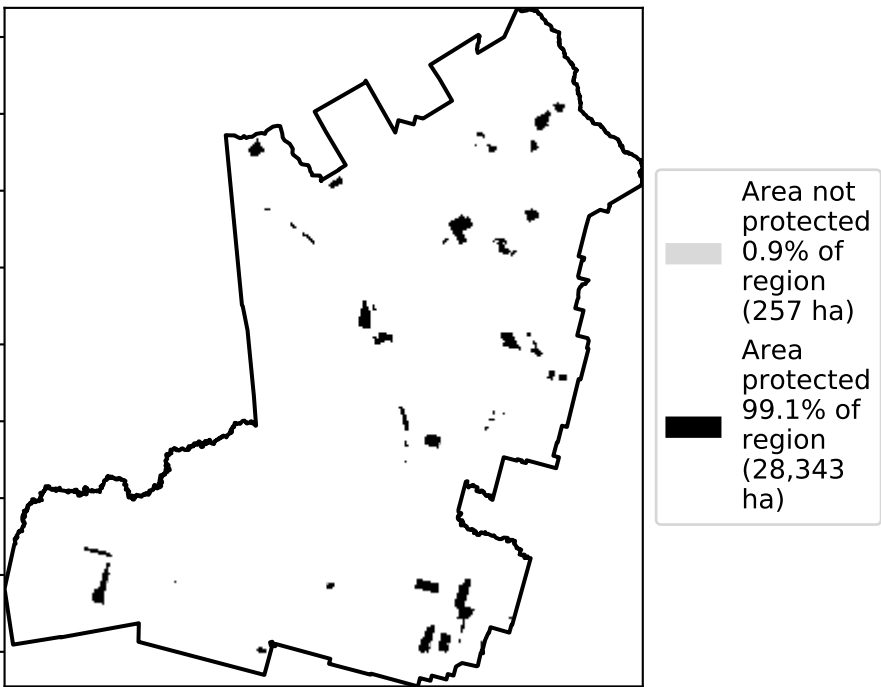 Area not
protected
0.9% of
region
(257 ha)
Area
protected
99.1% of
region
(28,343
ha)